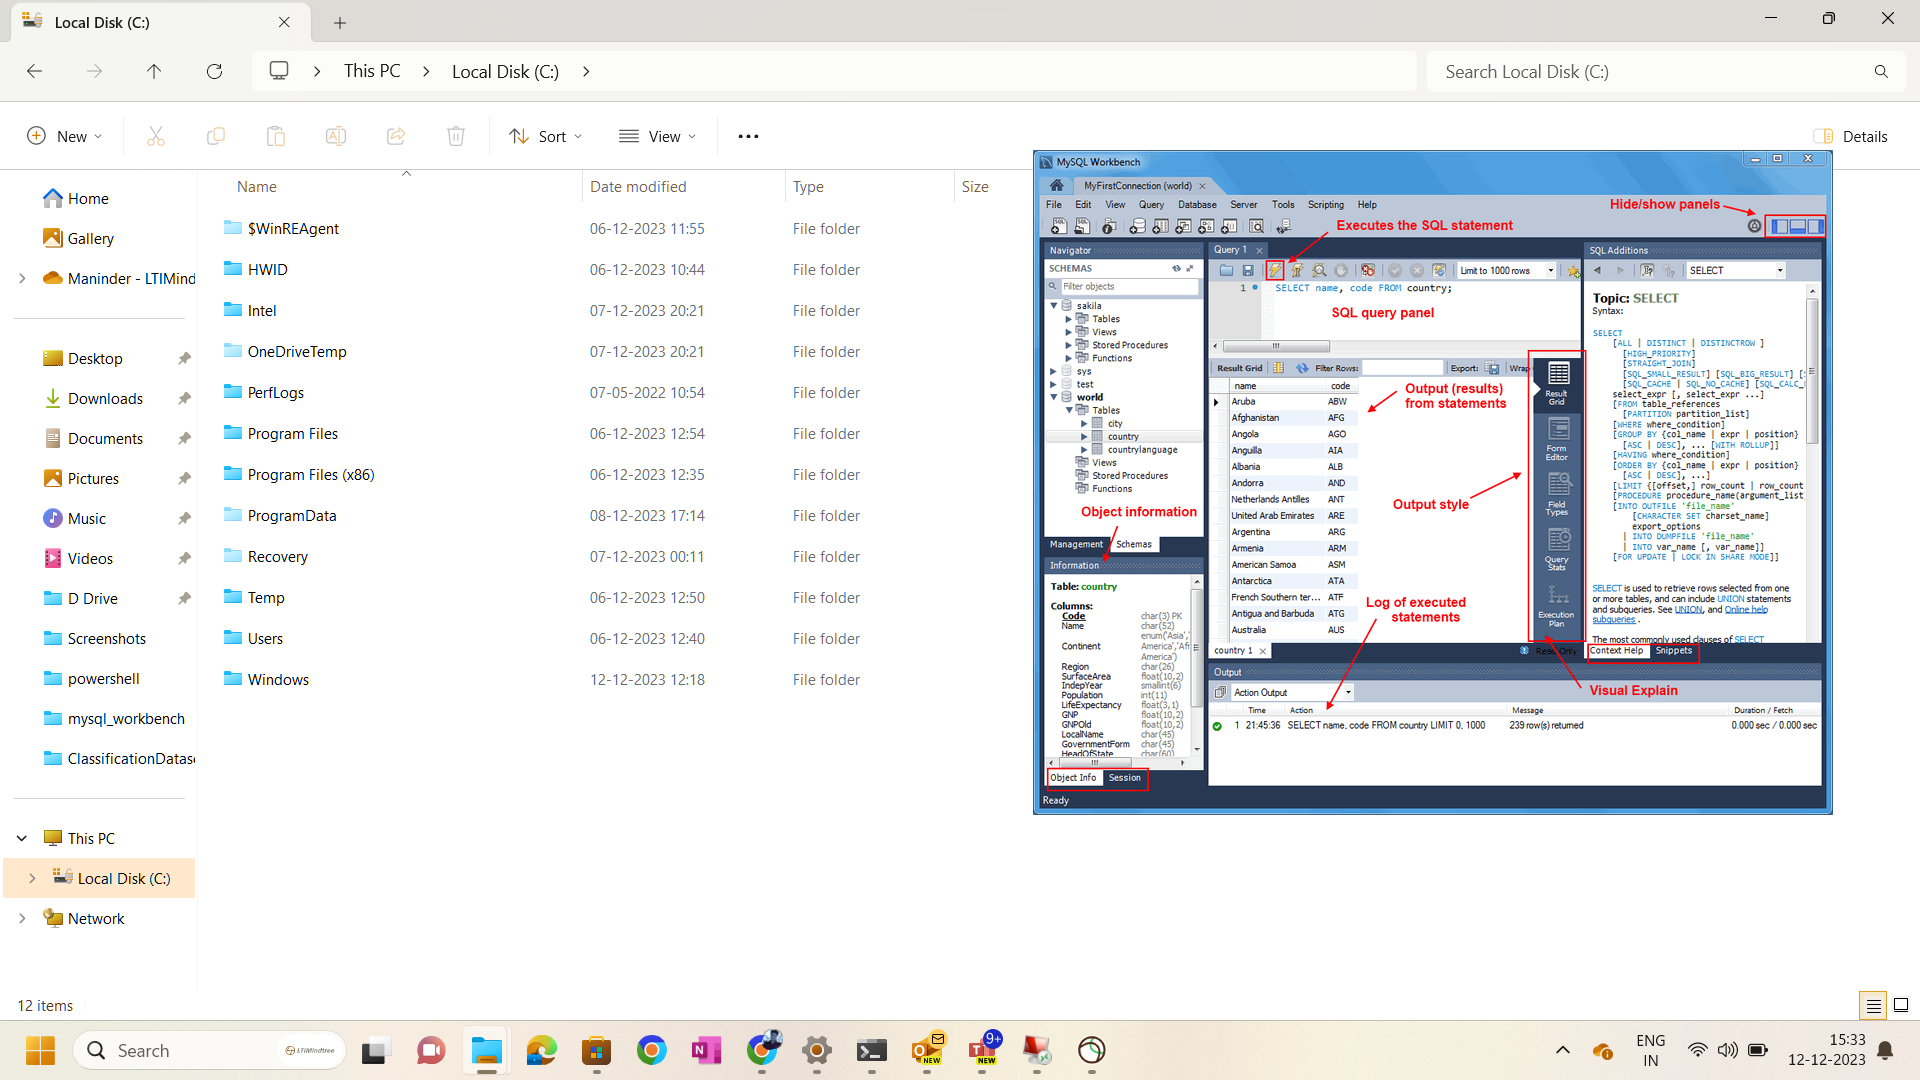 Local Disk (C:)
This PC
Local Disk (C:)
Search Local Disk (C:)
New
Sort
View
Details
Home
Gallery
Maninder - LTIMind
Desktop
Downloads
Documents
Pictures
Music
Videos
D Drive
Screenshots
powershell
mysql_workbench
ClassificationDatas
This PC
Local Disk (C:)
Network
Name Date modified Type Size
$WinREAgent 06-12-2023 11:55 File folder
HWID 06-12-2023 10:44 File folder
Intel 07-12-2023 20:21 File folder
OneDriveTemp 07-12-2023 20:21 File folder
PerfLogs 07-05-2022 10:54 File folder
Program Files 06-12-2023 12:54 File folder
Program Files (x86) 06-12-2023 12:35 File folder
ProgramData 08-12-2023 17:14 File folder
Recovery 07-12-2023 00:11 File folder
Temp 06-12-2023 12:50 File folder
Users 06-12-2023 12:40 File folder
Windows 12-12-2023 12:18 File folder
MySQL Workbench
MyFirstConnection (world)
File Edit View Query Database Server Tools Scripting Help
Hide/show panels
Executes the SQL statement
Navigator
SCHEMAS
Filter objects
sakila
Tables
Views
Stored Procedures
Functions
sys
test
world
Tables
city
country
countrylanguage
Views
Stored Procedures
Functions
Object information
Management Schemas
Information
Table: country
Columns:
Code char(3) PK
Name char(52)
enum('Asia','
Continent America','Afr
America')
Region char(26)
SurfaceArea float(10,2)
IndepYear smallint(6)
Population int(11)
LifeExpectancy float(3,1)
GNP float(10,2)
GNPOld float(10,2)
LocalName char(45)
GovernmentForm char(45)
HeadOfState char(60)
Object Info Session
Ready
Query 1
Limit to 1000 rows
1 SELECT name, code FROM country;
SQL query panel
Result Grid Filter Rows: Export: Wrap
name code
Aruba ABW
Afghanistan AFG
Angola AGO
Anguilla AIA
Albania ALB
Andorra AND
Netherlands Antilles ANT
United Arab Emirates ARE
Argentina ARG
Armenia ARM
American Samoa ASM
Antarctica ATA
French Southern ter... ATF
Antigua and Barbuda ATG
Australia AUS
Output (results)
from statements
Output style
Log of executed
statements
Result
Grid
Form
Editor
Field
Types
Query
Stats
Execution
Plan
country 1 Read Only
SQL Additions
SELECT
Topic: SELECT
Syntax:
SELECT
[ALL | DISTINCT | DISTINCTROW ]
[HIGH_PRIORITY]
[STRAIGHT_JOIN]
[SQL_SMALL_RESULT] [SQL_BIG_RESULT] [S
[SQL_CACHE | SQL_NO_CACHE] [SQL_CALC_
select_expr [, select_expr ...]
[FROM table_references
[PARTITION partition_list]
[WHERE where_condition]
[GROUP BY {col_name | expr | position}
[ASC | DESC], ... [WITH ROLLUP]]
[HAVING where_condition]
[ORDER BY {col_name | expr | position}
[ASC | DESC], ...]
[LIMIT {[offset,] row_count | row_count
[PROCEDURE procedure_name(argument_list
[INTO OUTFILE 'file_name'
[CHARACTER SET charset_name]
export_options
| INTO DUMPFILE 'file_name'
| INTO var_name [, var_name]]
[FOR UPDATE | LOCK IN SHARE MODE]]
SELECT is used to retrieve rows selected from one
or more tables, and can include UNION statements
and subqueries. See UNION, and Online help
subqueries .
The most commonly used clauses of SELECT
Context Help Snippets
Visual Explain
Output
Action Output
Time Action Message Duration / Fetch
1 21:45:36 SELECT name, code FROM country LIMIT 0, 1000 239 row(s) returned 0.000 sec / 0.000 sec
12 items
Search
LTIMindtree
NEW
9+
NEW
ENG
IN
15:33
12-12-2023